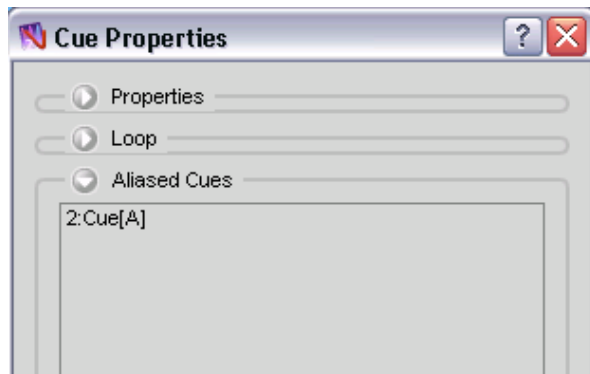 Cue Properties
?
Properties
Loop
Aliased Cues
2:Cue[A]